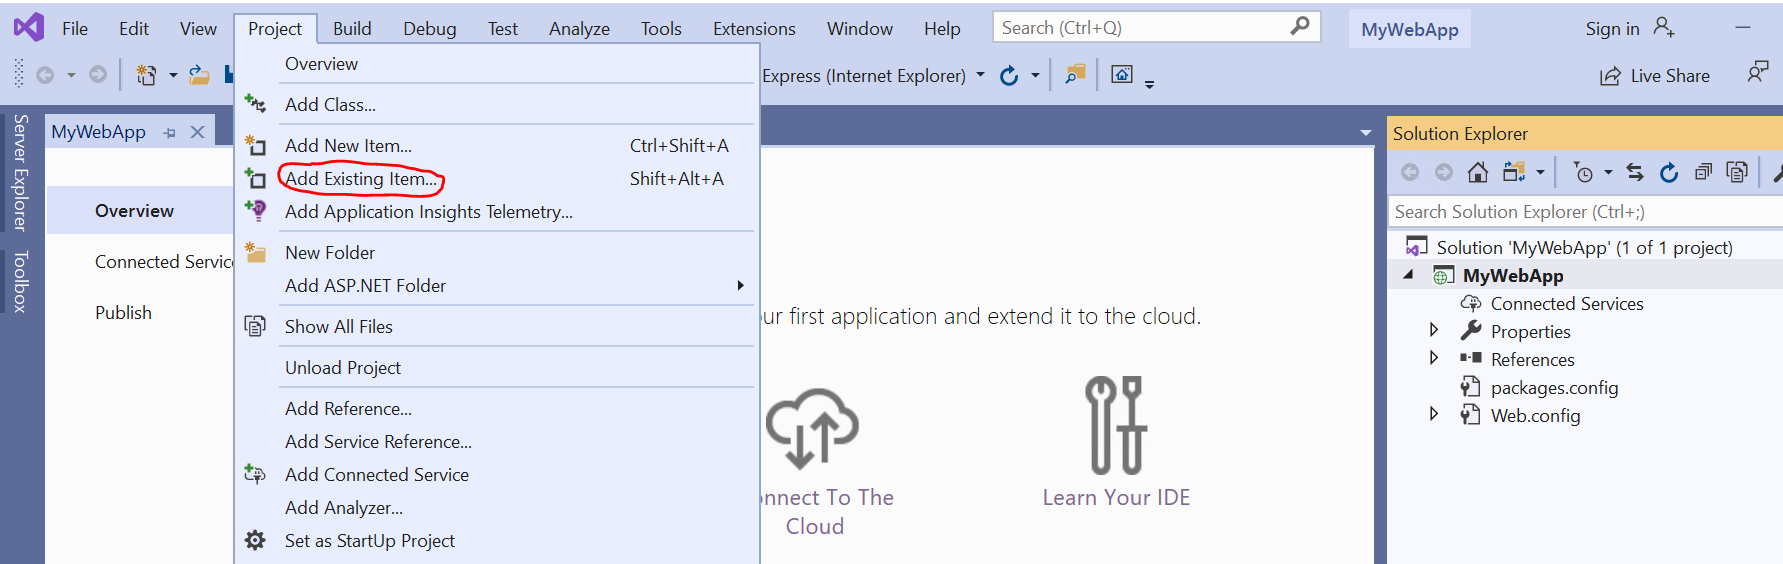 File Edit View Project Build Debug Test Analyze Tools Extensions Window Help Search (Ctrl+Q) MyWebApp Sign in
Express (Internet Explorer) Live Share
Server Explorer
Toolbox
MyWebApp
Overview
Connected Servic
Publish
Overview
Add Class...
Add New Item... Ctrl+Shift+A
Add Existing Item... Shift+Alt+A
Add Application Insights Telemetry...
New Folder
Add ASP.NET Folder
Show All Files
Unload Project
Add Reference...
Add Service Reference...
Add Connected Service
Add Analyzer...
Set as StartUp Project
ur first application and extend it to the cloud.
nnect To The
Cloud
Learn Your IDE
Solution Explorer
Search Solution Explorer (Ctrl+;)
Solution 'MyWebApp' (1 of 1 project)
MyWebApp
Connected Services
Properties
References
packages.config
Web.config